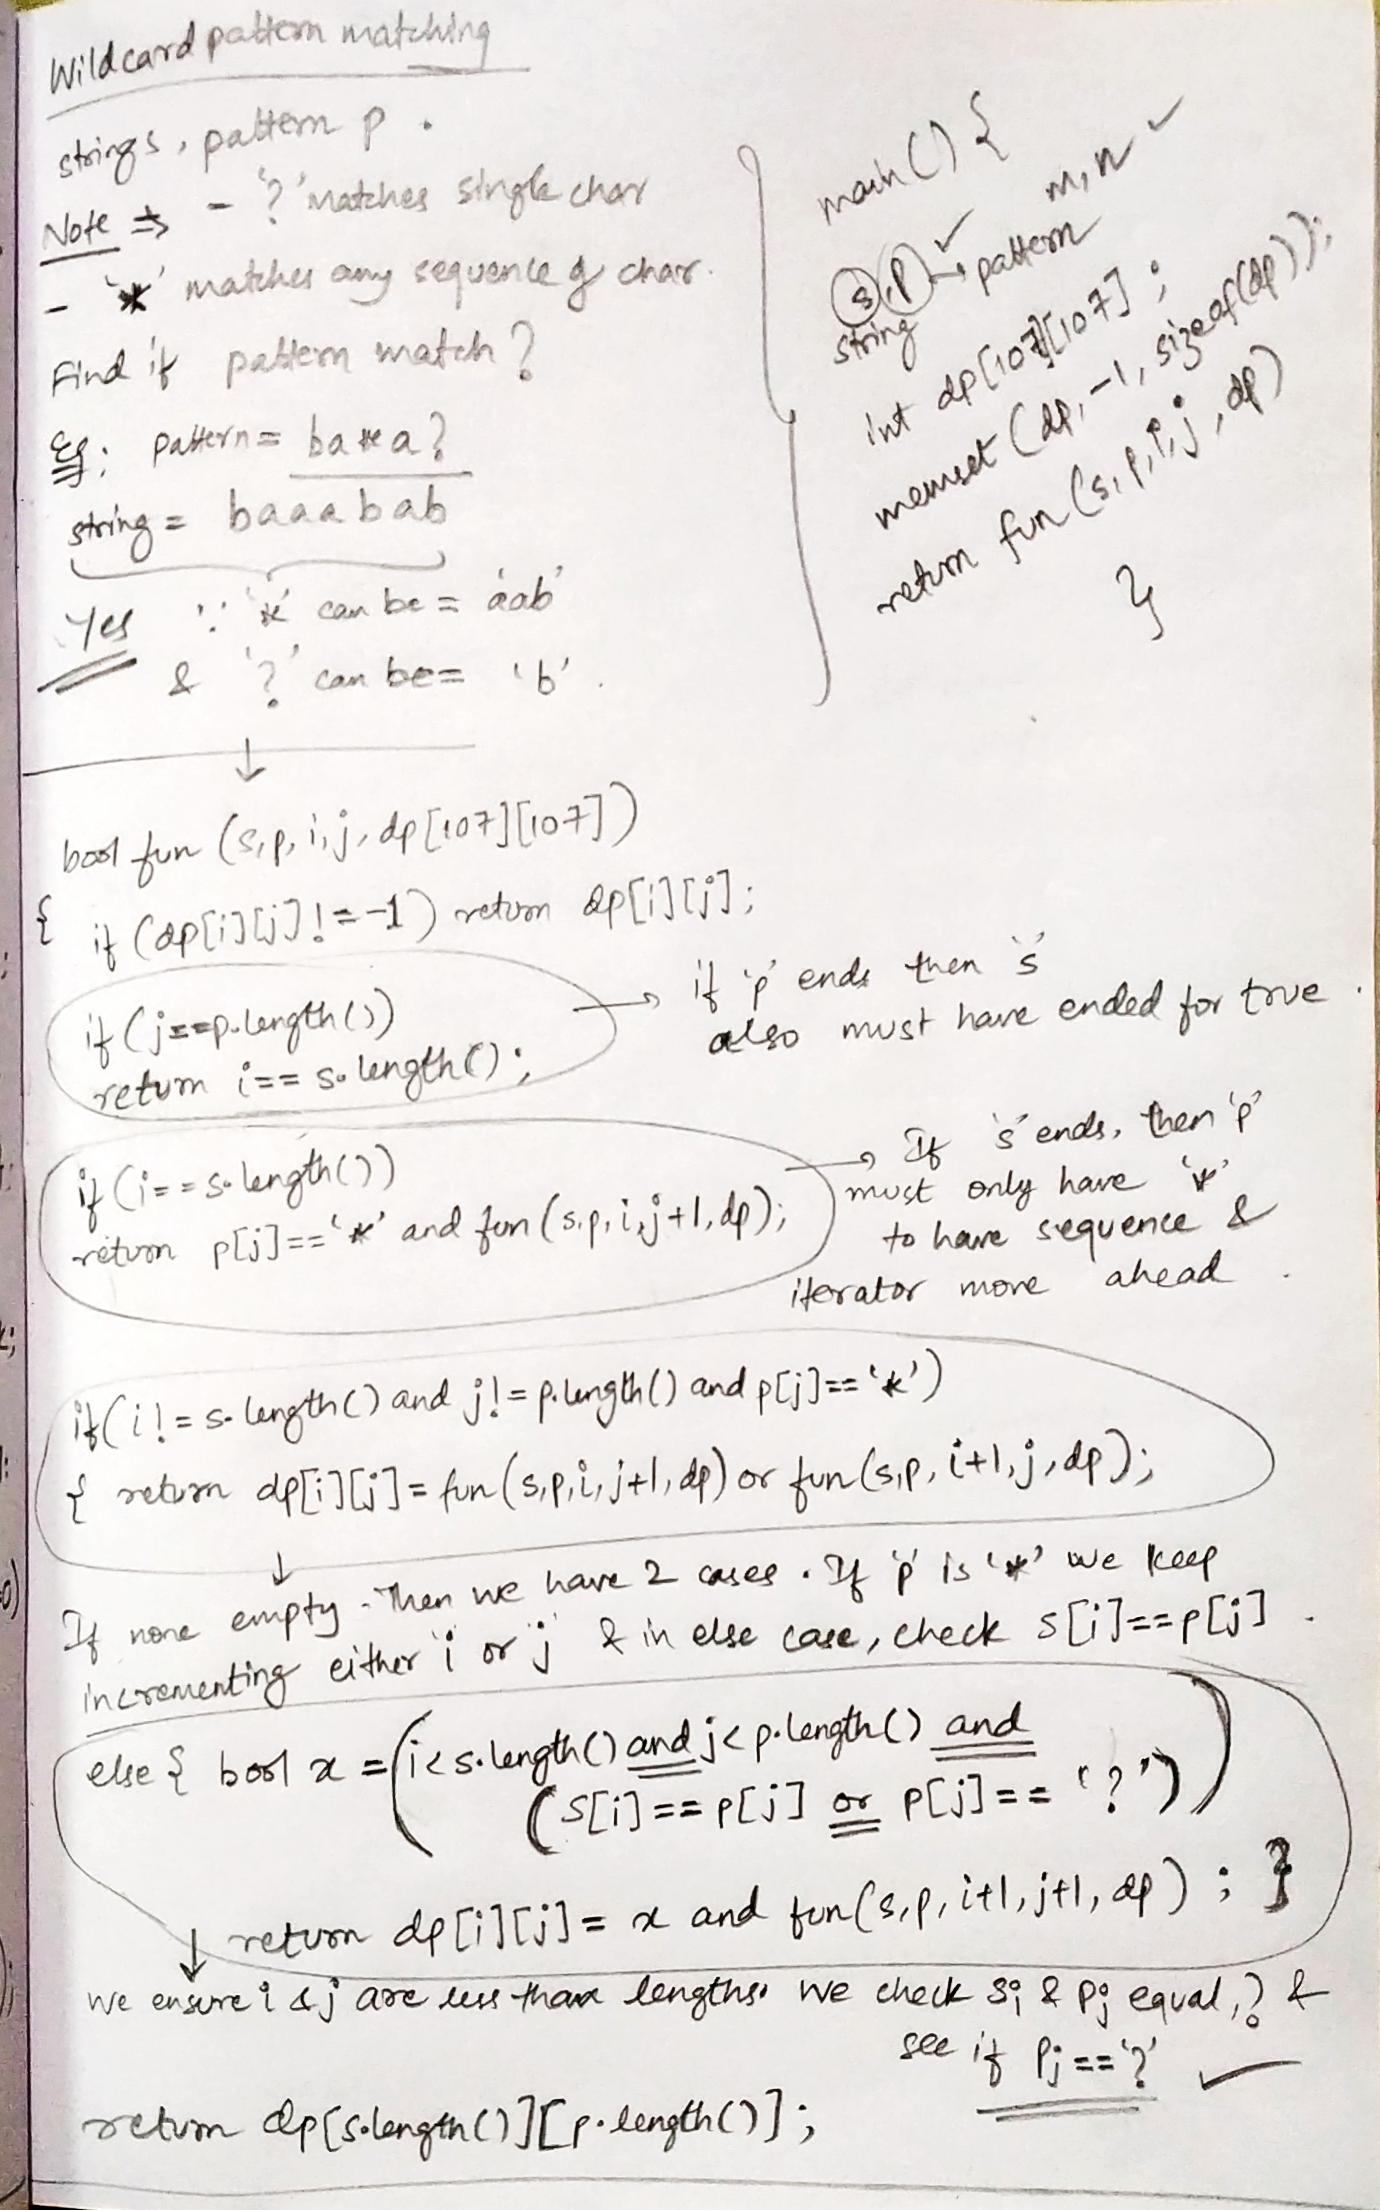 Wildcard pattern matching
string s, pattern p.
Note ⇒ - '?' matches single char
- '*' matches any sequence of char.
Find if pattern match?
Eg: pattern = ba*a?
string = baaabab
Yes ∵ '*' can be = 'aab'
& '?' can be = 'b'.
main() {
m, n ✓
s, p ✓ → pattern
string
int dp[107][107];
memset(dp, -1, sizeof(dp));
return fun(s, p, i, j, dp)
}
bool fun (s, p, i, j, dp[107][107])
{ if (dp[i][j] != -1) return dp[i][j];
if (j==p.length())
return i == s.length();
→ if 'p' ends then 's'
also must have ended for true.
if (i == s.length())
return p[j]=='*' and fun(s,p,i,j+1,dp);
→ If 's' ends, then 'p'
must only have '*'
to have sequence &
iterator move ahead.
if(i != s.length() and j != p.length() and p[j]=='*')
{ return dp[i][j] = fun(s,p,i,j+1,dp) or fun(s,p,i+1,j,dp);
If none empty. Then we have 2 cases. If 'p' is '*' we keep
incrementing either 'i' or 'j' & in else case, check s[i]==p[j].
else { bool x = (i<s.length() and j<p.length() and
(s[i] == p[j] or p[j] == '?'))
return dp[i][j] = x and fun(s,p,i+1,j+1,dp); }
we ensure i & j are less than lengths. we check si & pj equal,? &
see if Pj == '?' ✓
return dp[s.length()][p.length()];